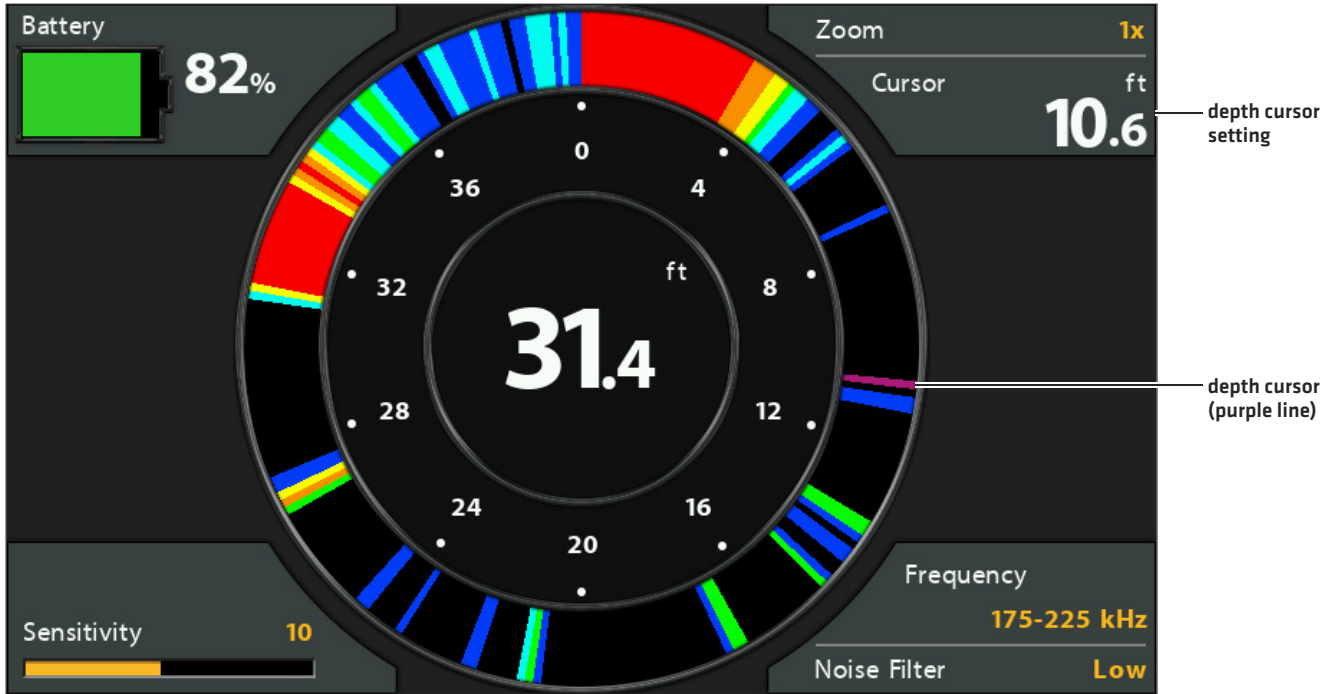 Battery
82%
Zoom 1x
Cursor ft
10.6
depth cursor
setting
0
4
8
12
16
20
24
28
32
36
ft
31.4
depth cursor
(purple line)
Sensitivity 10
Frequency
175-225 kHz
Noise Filter Low